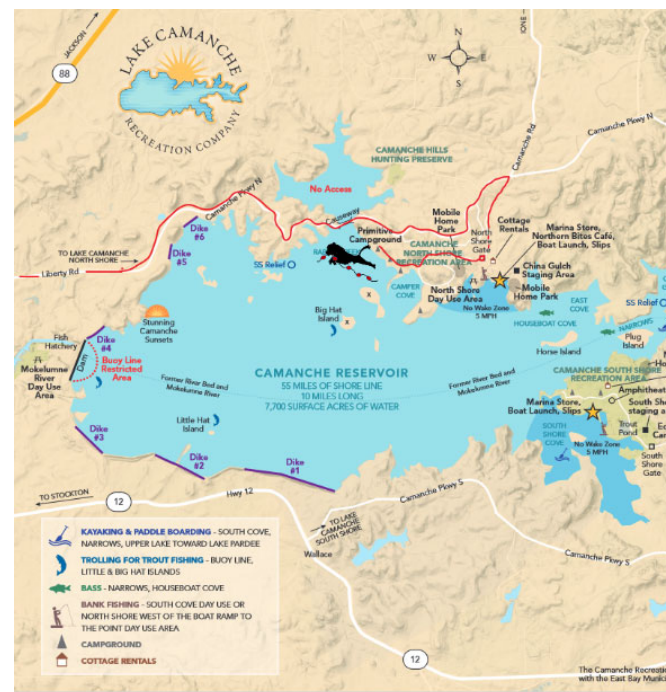 JACKSON
88
LAKE CAMANCHE
RECREATION COMPANY
N
W
E
S
IONE
Camanche Pkwy N
Camanche Rd
CAMANCHE HILLS
HUNTING PRESERVE
No Access
Camanche Pkwy N
Causeway
Dike
#6
Dike
#5
TO LAKE CAMANCHE
NORTH SHORE
Liberty Rd
SS Relief
Primitive
Campground
Mobile
Home
Park
CAMANCHE
NORTH SHORE
RECREATION AREA
North
Shore
Gate
Cottage
Rentals
Marina Store,
Northern Bites Café,
Boat Launch, Slips
China Gulch
Staging Area
Mobile
Home Park
North Shore
Day Use Area
CAMPER
COVE
No Wake Zone
5 MPH
EAST
COVE
HOUSEBOAT COVE
SS Relief
NARROWS
Plug
Island
Horse Island
Big Hat
Island
Stunning
Camanche
Sunsets
Fish
Hatchery
Dike
#4
Dam
Buoy Line
Restricted
Area
Mokelumne
River
Day Use
Area
Former River Bed and
Mokelumne River
CAMANCHE RESERVOIR
55 MILES OF SHORE LINE
10 MILES LONG
7,700 SURFACE ACRES OF WATER
Former River Bed and
Mokelumne River
CAMANCHE SOUTH SHORE
RECREATION AREA
Amphitheat
Marina Store,
Boat Launch, Slips
South Sho
staging a
Trout
Pond
SOUTH
SHORE
COVE
No Wake Zone
5 MPH
South
Shore
Gate
Little Hat
Island
Dike
#3
Dike
#2
Dike
#1
TO STOCKTON
12
Hwy 12
TO LAKE
CAMANCHE
SOUTH SHORE
Camanche Pkwy S
Camanche Pkwy S
Wallace
12
KAYAKING & PADDLE BOARDING - SOUTH COVE,
NARROWS, UPPER LAKE TOWARD LAKE PARDEE
TROLLING FOR TROUT FISHING - BUOY LINE,
LITTLE & BIG HAT ISLANDS
BASS - NARROWS, HOUSEBOAT COVE
BANK FISHING - SOUTH COVE DAY USE OR
NORTH SHORE WEST OF THE BOAT RAMP TO
THE POINT DAY USE AREA
CAMPGROUND
COTTAGE RENTALS
The Camanche Recreatio
with the East Bay Munic